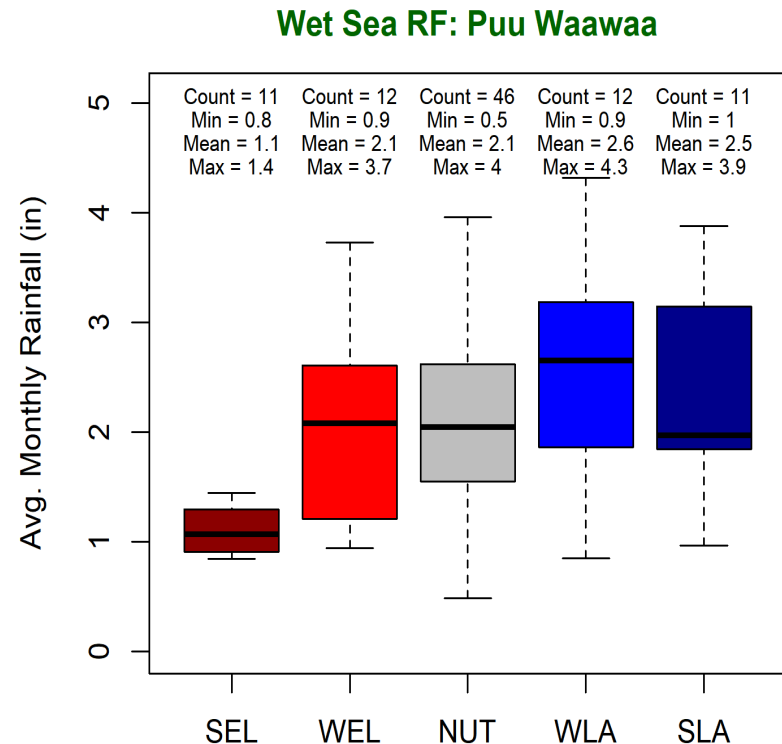 Wet Sea RF: Puu Waawaa
Count = 11 Count = 12 Count = 46 Count = 12 Count = 11
Min = 0.8 Min = 0.9 Min = 0.5 Min = 0.9 Min = 1
Mean = 1.1 Mean = 2.1 Mean = 2.1 Mean = 2.6 Mean = 2.5
Max = 1.4 Max = 3.7 Max = 4 Max = 4.3 Max = 3.9
Avg. Monthly Rainfall (in)
5
4
3
2
1
0
SEL WEL NUT WLA SLA